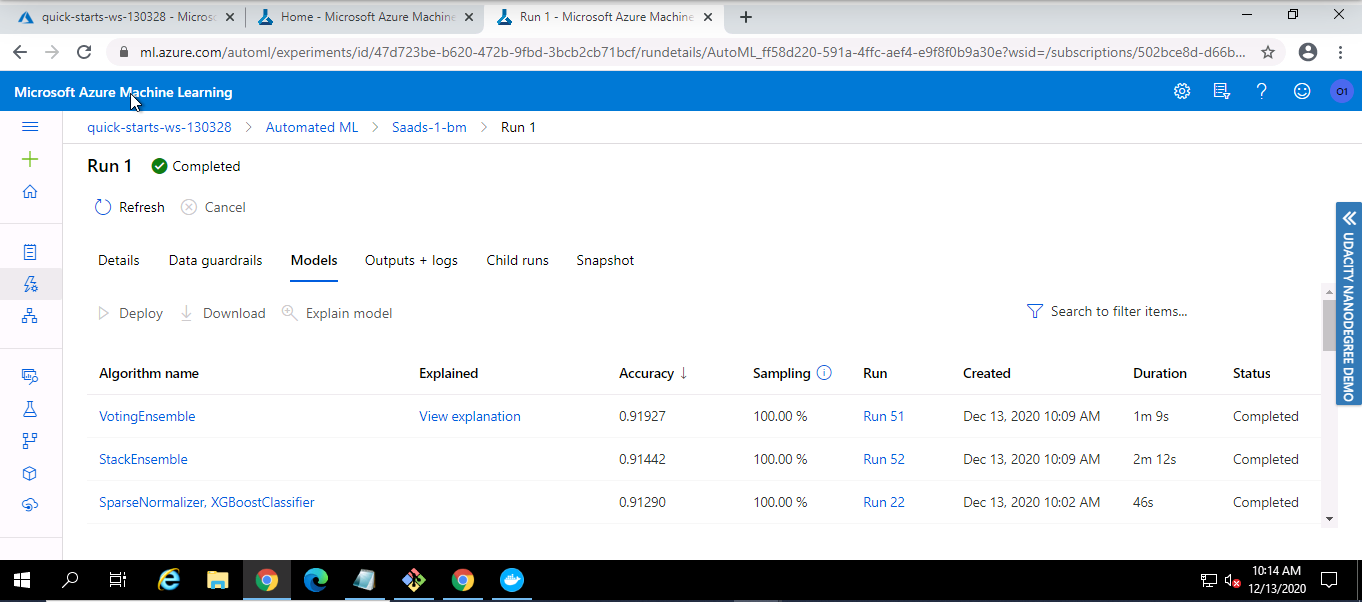 quick-starts-ws-130328 - Micros
Home - Microsoft Azure Machine
Run 1 - Microsoft Azure Machine
ml.azure.com/automl/experiments/id/47d723be-b620-472b-9fbd-3bcb2cb71bcf/rundetails/AutoML_ff58d220-591a-4ffc-aef4-e9f8f0b9a30e?wsid=/subscriptions/502bce8d-d66b...
Microsoft Azure Machine Learning
O1
quick-starts-ws-130328 > Automated ML > Saads-1-bm > Run 1
Run 1 Completed
Refresh Cancel
Details Data guardrails Models Outputs + logs Child runs Snapshot
Deploy Download Explain model Search to filter items...
Algorithm name Explained Accuracy ↓ Sampling Run Created Duration Status
VotingEnsemble View explanation 0.91927 100.00 % Run 51 Dec 13, 2020 10:09 AM 1m 9s Completed
StackEnsemble 0.91442 100.00 % Run 52 Dec 13, 2020 10:09 AM 2m 12s Completed
SparseNormalizer, XGBoostClassifier 0.91290 100.00 % Run 22 Dec 13, 2020 10:02 AM 46s Completed
UDACITY NANODEGREE DEMO
10:14 AM
12/13/2020